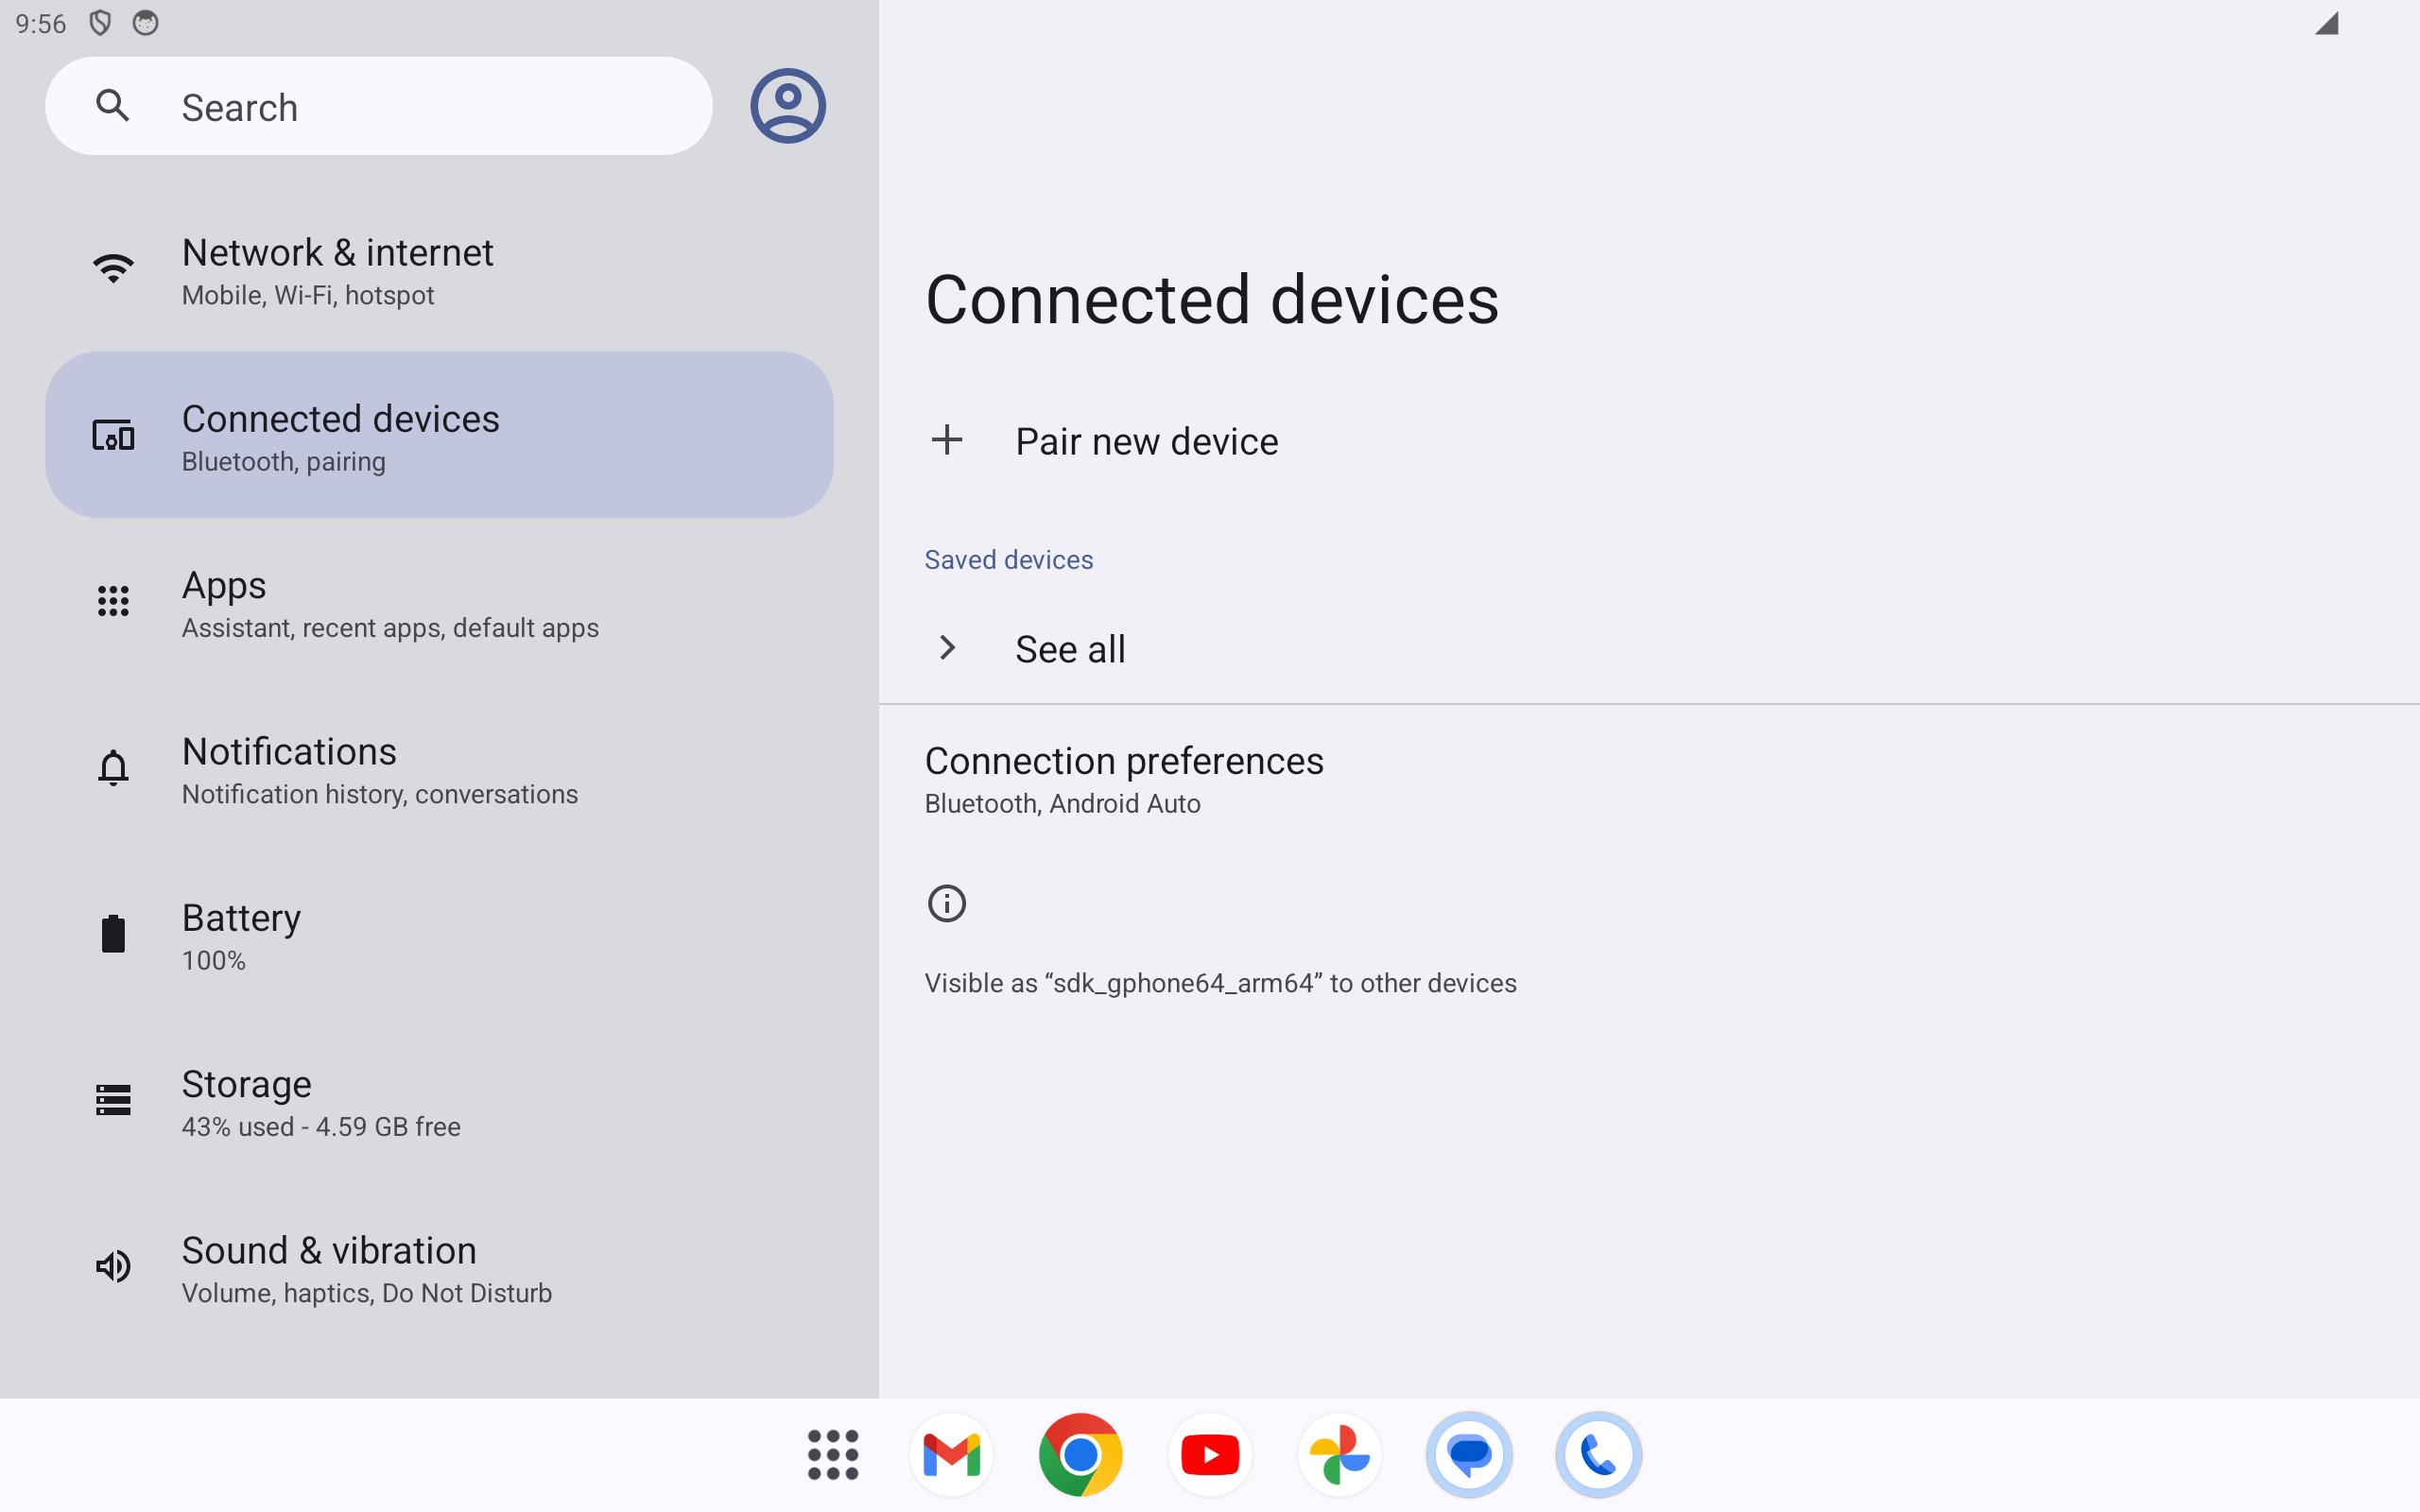 9:56
Search
Network & internet
Mobile, Wi-Fi, hotspot
Connected devices
Bluetooth, pairing
Apps
Assistant, recent apps, default apps
Notifications
Notification history, conversations
Battery
100%
Storage
43% used - 4.59 GB free
Sound & vibration
Volume, haptics, Do Not Disturb
Connected devices
Pair new device
Saved devices
See all
Connection preferences
Bluetooth, Android Auto
Visible as “sdk_gphone64_arm64” to other devices